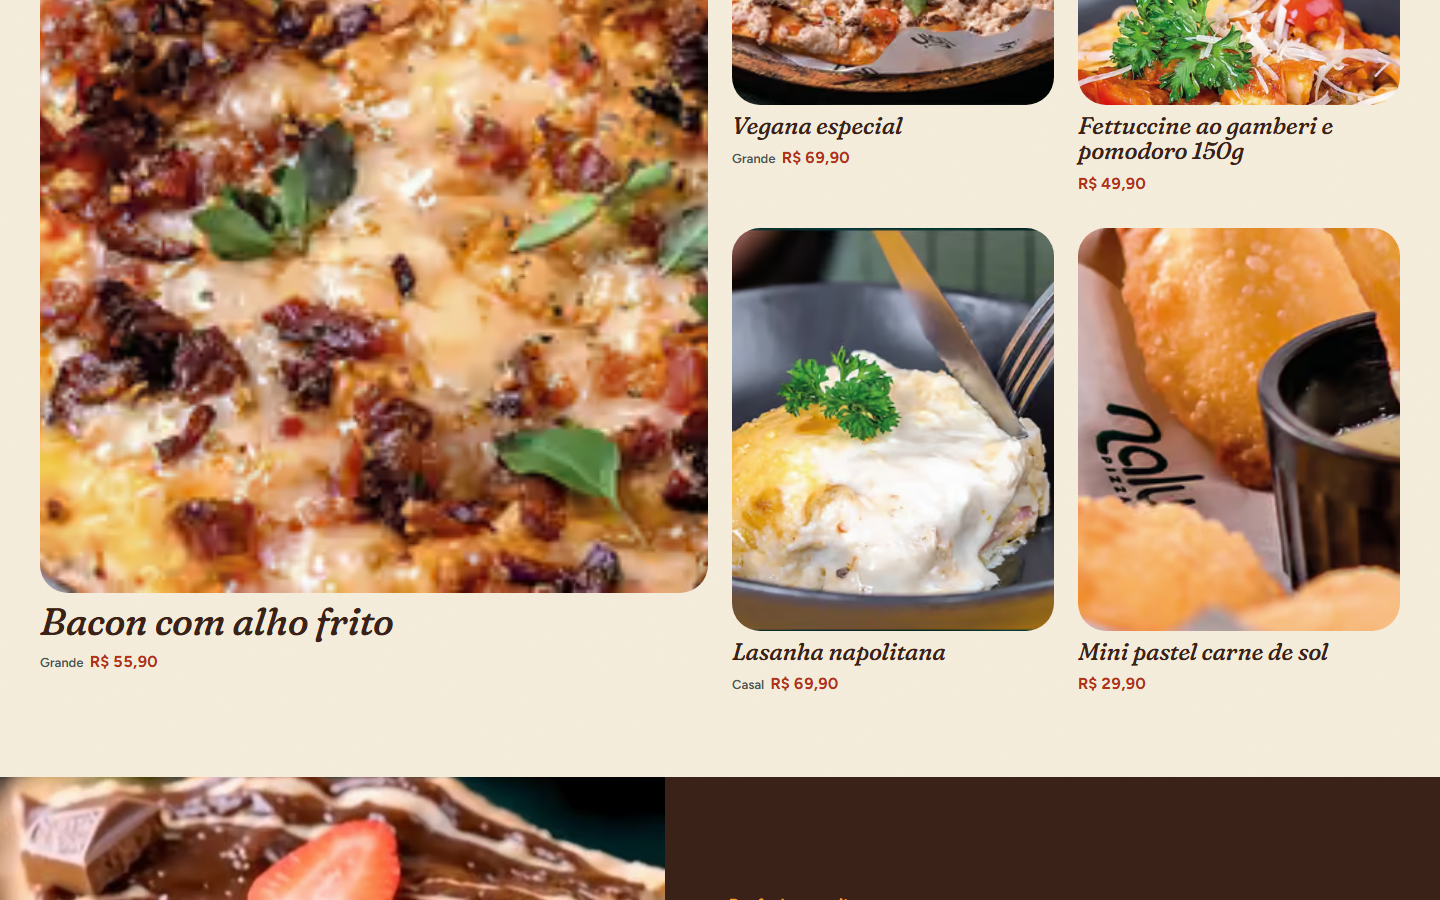 Vegana especial
Grande R$ 69,90
Fettuccine ao gamberi e
pomodoro 150g
R$ 49,90
Bacon com alho frito
Grande R$ 55,90
Lasanha napolitana
Casal R$ 69,90
Mini pastel carne de sol
R$ 29,90